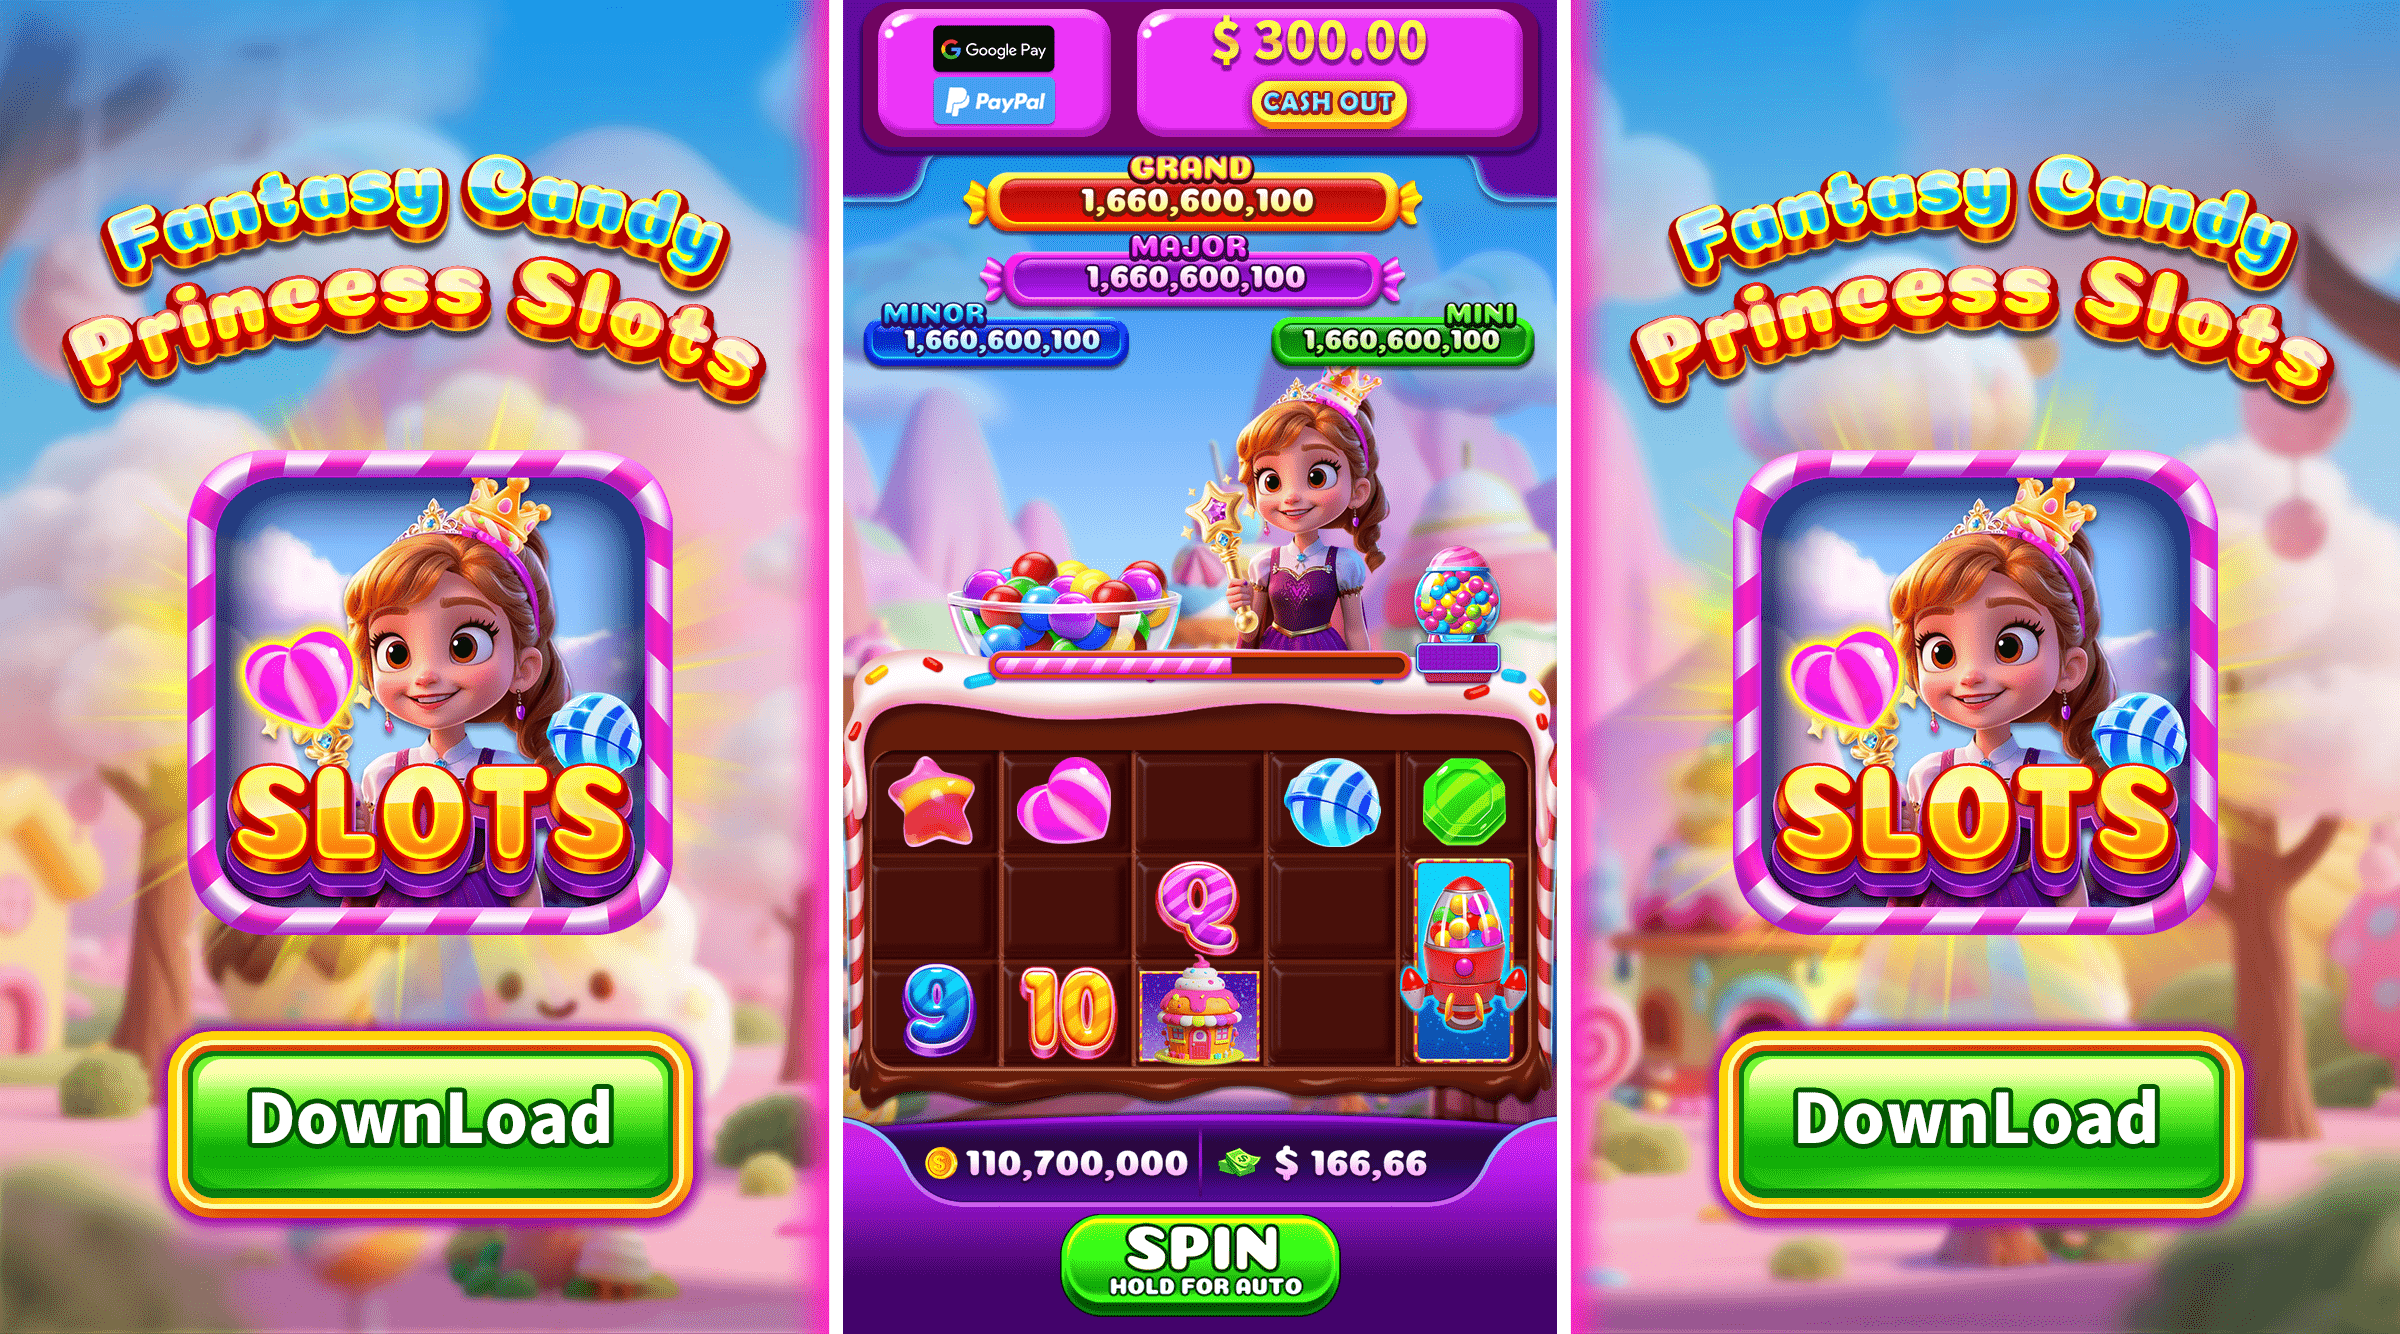 Fantasy Candy
Princess Slots
SLOTS
DownLoad
Google Pay
PayPal
$ 300.00
CASH OUT
GRAND
1,660,600,100
MAJOR
1,660,600,100
MINOR
1,660,600,100
MINI
1,660,600,100
Q
9
10
110,700,000
$ 166,66
SPIN
HOLD FOR AUTO
Fantasy Candy
Princess Slots
SLOTS
DownLoad